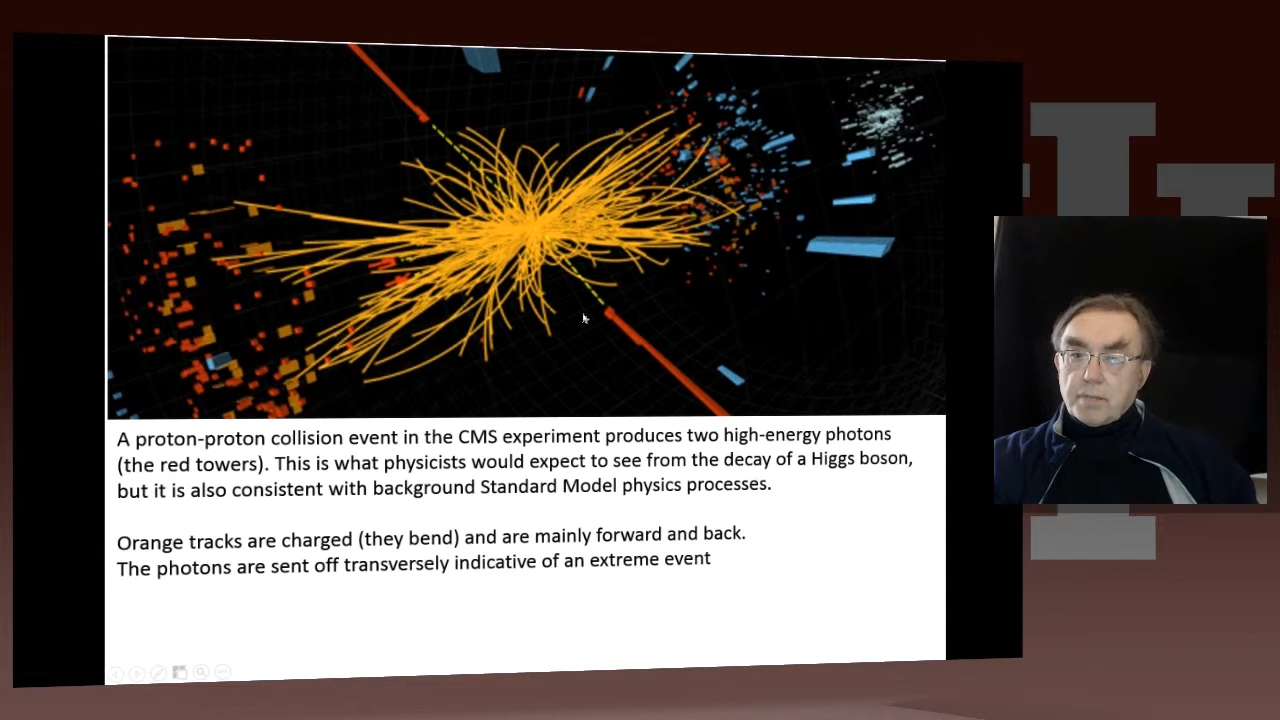 A proton-proton collision event in the CMS experiment produces two high-energy photons
(the red towers). This is what physicists would expect to see from the decay of a Higgs boson,
but it is also consistent with background Standard Model physics processes.
Orange tracks are charged (they bend) and are mainly forward and back.
The photons are sent off transversely indicative of an extreme event